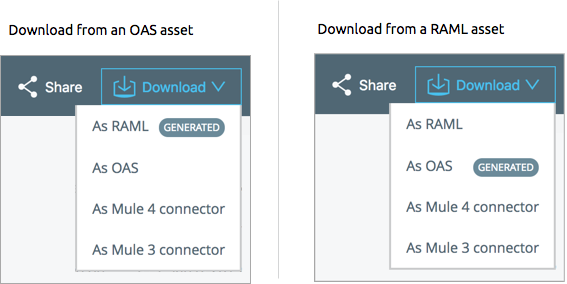 Download from an OAS asset
Share Download
As RAML GENERATED
As OAS
As Mule 4 connector
As Mule 3 connector
Download from a RAML asset
Share Download
As RAML
As OAS GENERATED
As Mule 4 connector
As Mule 3 connector